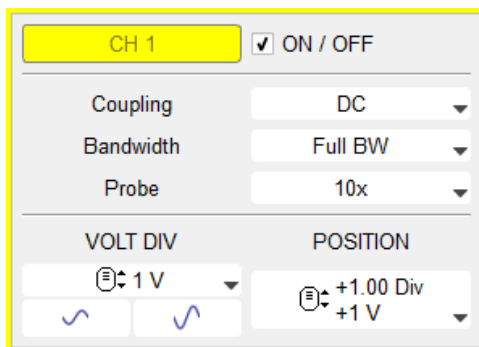 CH 1 ON / OFF
Coupling DC
Bandwidth Full BW
Probe 10x
VOLT DIV POSITION
1 V +1.00 Div
+1 V